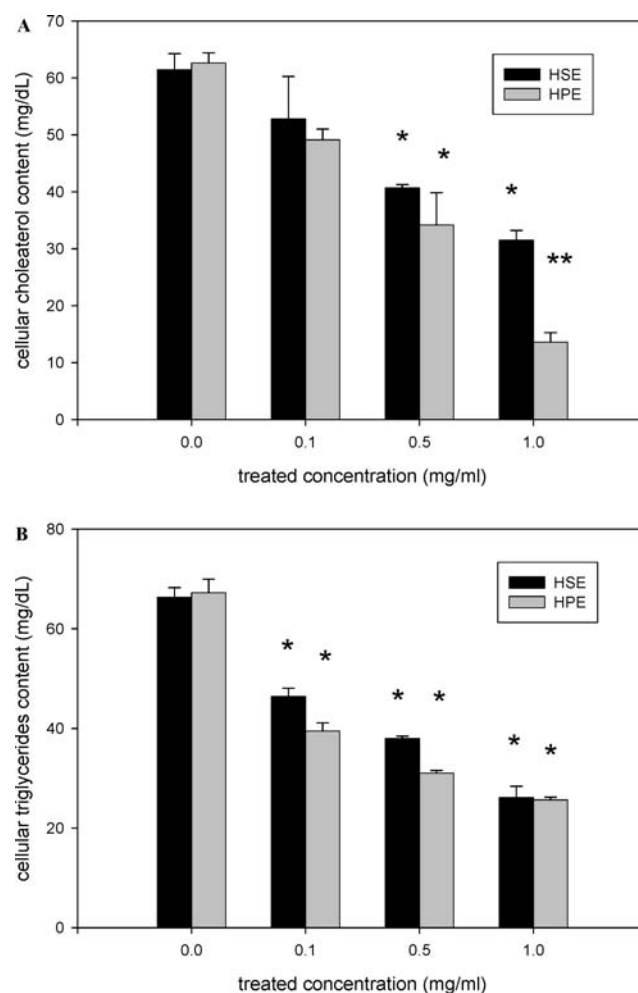 A
70
60
50
40
30
20
10
0
cellular choleaterol content (mg/dL)
HSE
HPE
* *
* **
0.0 0.1 0.5 1.0
treated concentration (mg/ml)
B
80
60
40
20
0
cellular triglycerides content (mg/dL)
HSE
HPE
* *
* *
* *
0.0 0.1 0.5 1.0
treated concentration (mg/ml)